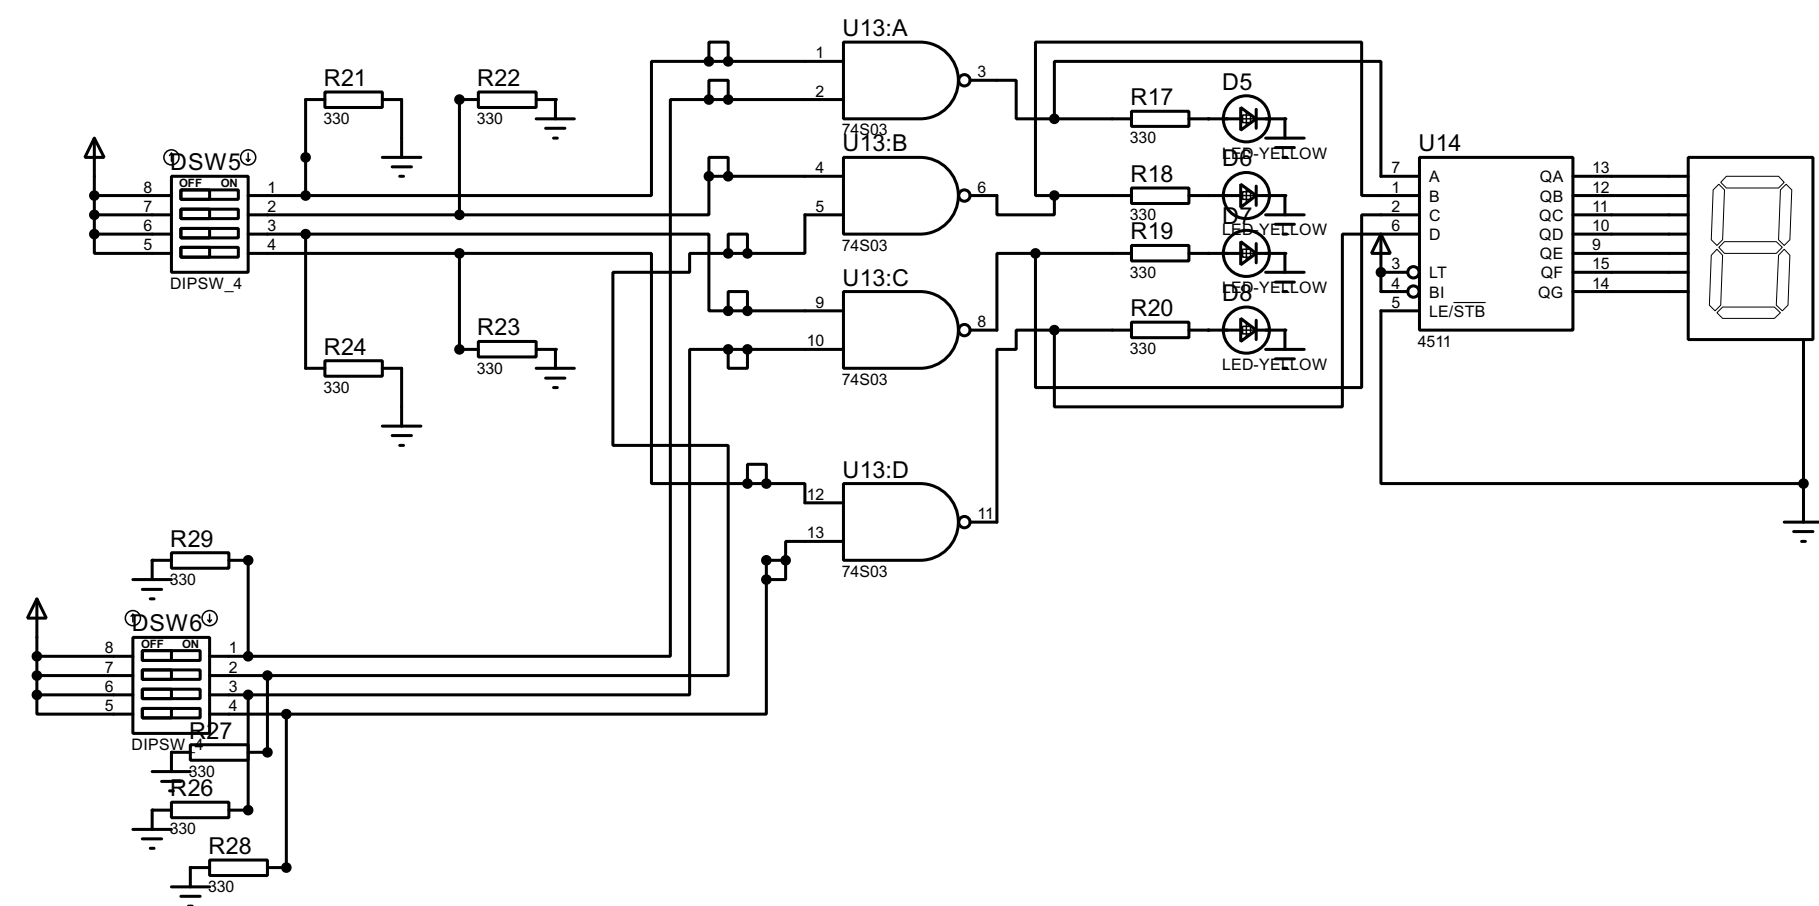 U13:A
1
2
3
74S03
U13:B
4
5
6
74S03
U13:C
9
10
8
74S03
U13:D
12
13
11
74S03
R21
330
R22
330
DSW5
OFF ON
8 1
7 2
6 3
5 4
DIPSW_4
R24
330
R23
330
R29
330
DSW6
OFF ON
8 1
7 2
6 3
5 4
DIPSW_4
R27
330
R26
330
R28
330
R17
330
D5
LED-YELLOW
R18
330
D6
LED-YELLOW
R19
330
D7
LED-YELLOW
R20
330
D8
LED-YELLOW
U14
7 A QA 13
1 B QB 12
2 C QC 11
6 D QD 10
QE 9
3 LT QF 15
4 BI QG 14
5 LE/STB
4511